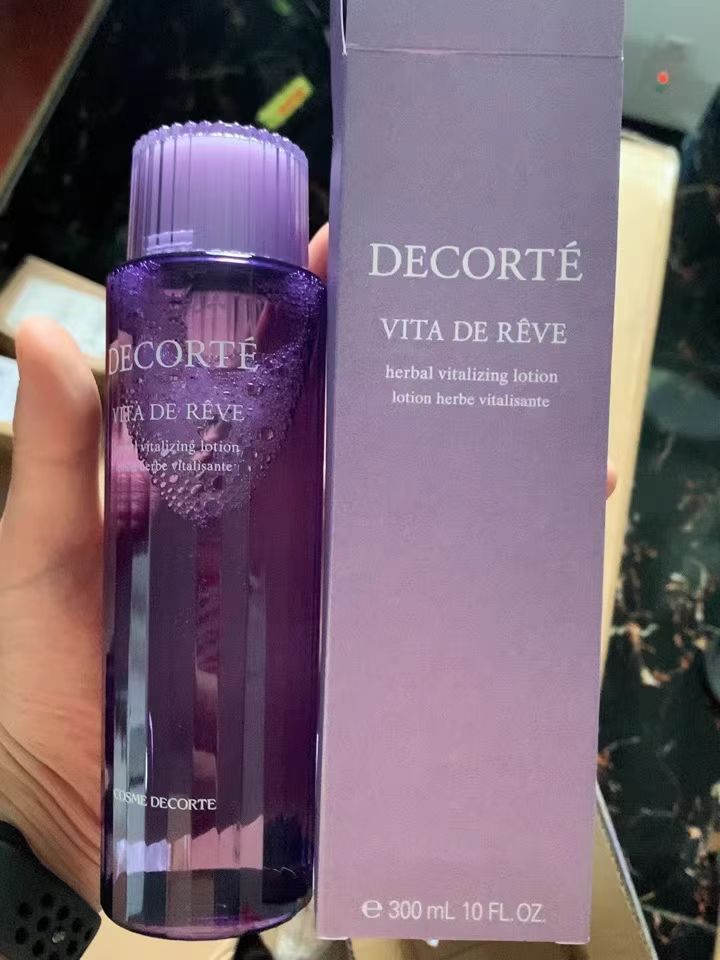 DECORTÉ
VITA DE RÊVE
vitalizing lotion
herbe vitalisante
COSME DECORTE
DECORTÉ
VITA DE RÊVE
herbal vitalizing lotion
lotion herbe vitalisante
℮ 300 mL 10 FL. OZ.